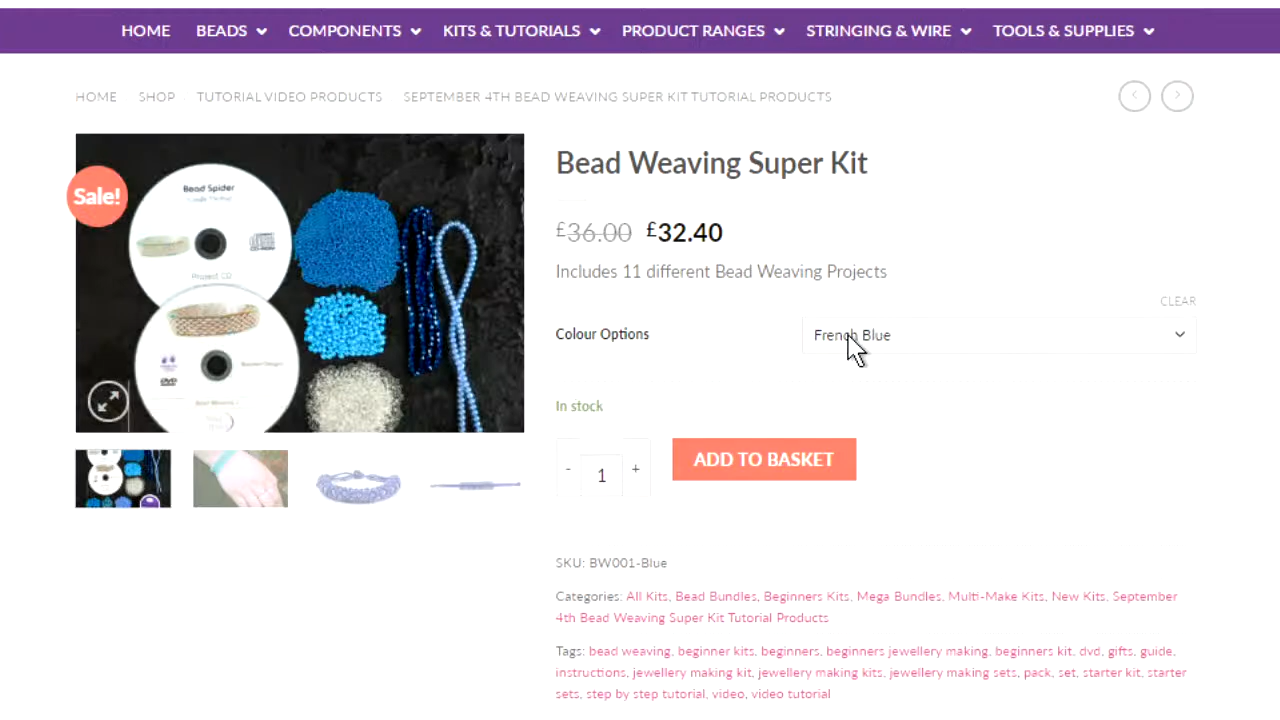 HOME BEADS COMPONENTS KITS & TUTORIALS PRODUCT RANGES STRINGING & WIRE TOOLS & SUPPLIES
HOME SHOP TUTORIAL VIDEO PRODUCTS SEPTEMBER 4TH BEAD WEAVING SUPER KIT TUTORIAL PRODUCTS
Sale!
Bead Spider
Project CD
Bead Weaving Super Kit
£36.00 £32.40
Includes 11 different Bead Weaving Projects
CLEAR
Colour Options French Blue
In stock
- 1 + ADD TO BASKET
SKU: BW001-Blue
Categories: All Kits, Bead Bundles, Beginners Kits, Mega Bundles, Multi-Make Kits, New Kits, September
4th Bead Weaving Super Kit Tutorial Products
Tags: bead weaving, beginner kits, beginners, beginners jewellery making, beginners kit, dvd, gifts, guide,
instructions, jewellery making kit, jewellery making kits, jewellery making sets, pack, set, starter kit, starter
sets, step by step tutorial, video, video tutorial